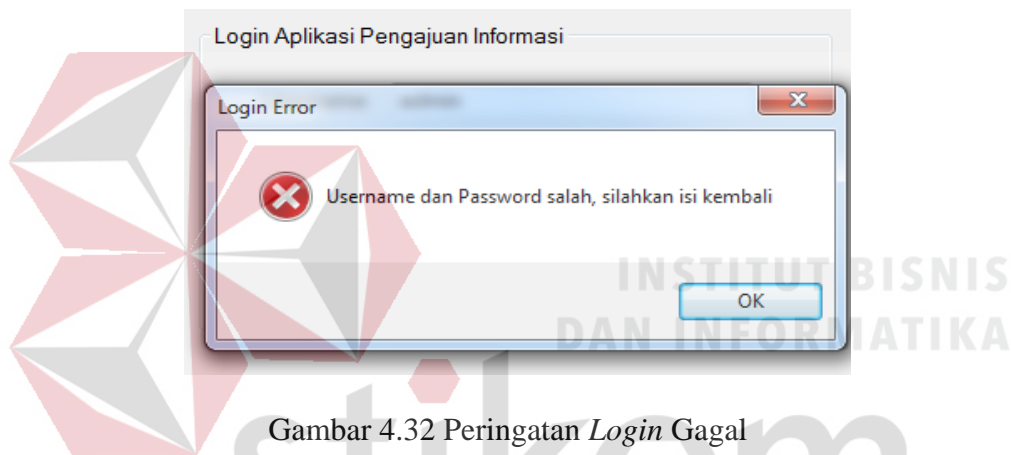 Login Aplikasi Pengajuan Informasi
Login Error
Username dan Password salah, silahkan isi kembali
OK
INSTITUT BISNIS
DAN INFORMATIKA
stikom
Gambar 4.32 Peringatan Login Gagal